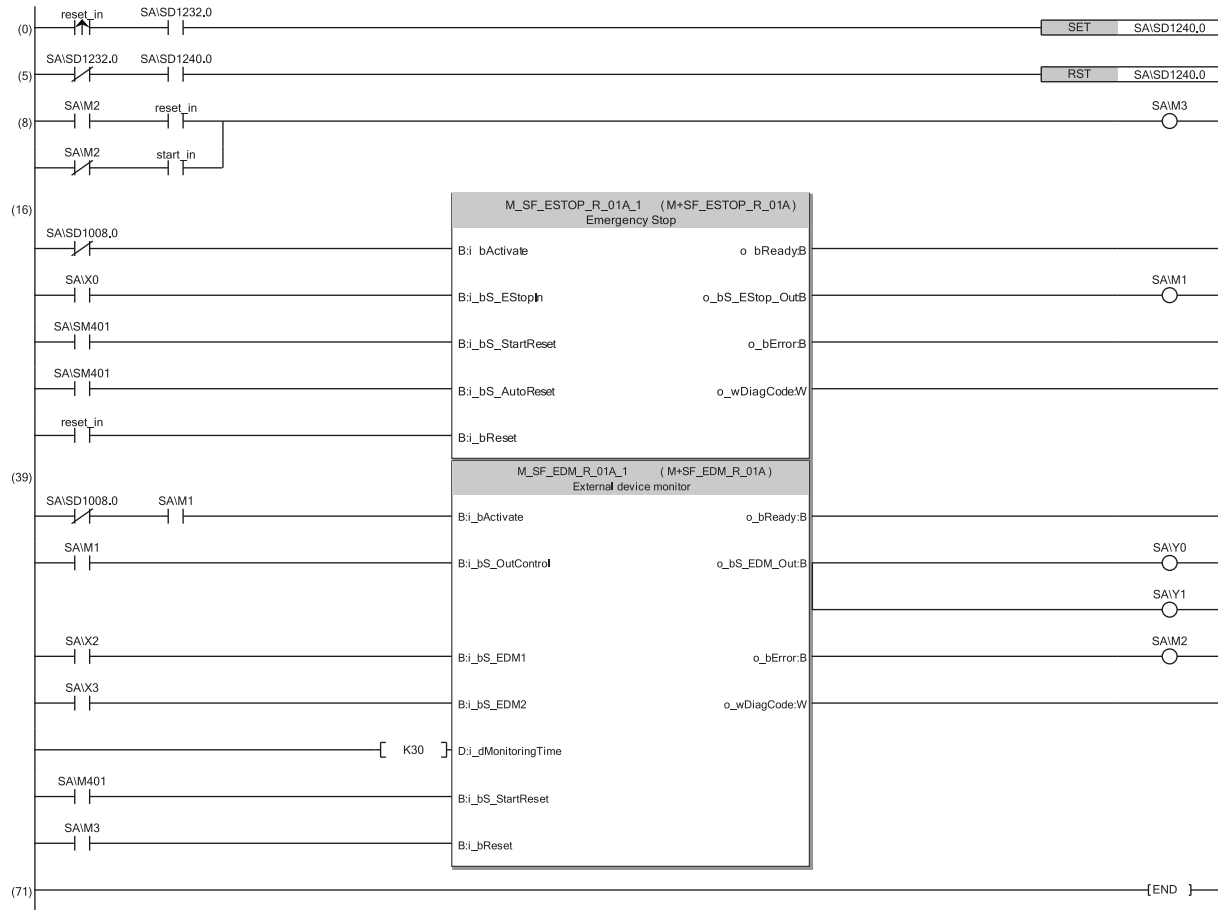 reset_in SA\SD1232.0
(0) SET SA\SD1240.0
SA\SD1232.0 SA\SD1240.0
(5) RST SA\SD1240.0
SA\M2 reset_in SA\M3
(8)
SA\M2 start_in
(16) M_SF_ESTOP_R_01A_1 (M+SF_ESTOP_R_01A)
Emergency Stop
SA\SD1008.0
B:i_bActivate o_bReady:B
SA\X0 SA\M1
B:i_bS_EStopIn o_bS_EStop_Out:B
SA\SM401
B:i_bS_StartReset o_bError:B
SA\SM401
B:i_bS_AutoReset o_wDiagCode:W
reset_in
B:i_bReset
(39) M_SF_EDM_R_01A_1 (M+SF_EDM_R_01A)
External device monitor
SA\SD1008.0 SA\M1
B:i_bActivate o_bReady:B
SA\M1 SA\Y0
B:i_bS_OutControl o_bS_EDM_Out:B
SA\Y1
SA\X2 SA\M2
B:i_bS_EDM1 o_bError:B
SA\X3
B:i_bS_EDM2 o_wDiagCode:W
[ K30 ] D:i_dMonitoringTime
SA\M401
B:i_bS_StartReset
SA\M3
B:i_bReset
(71) [END ]